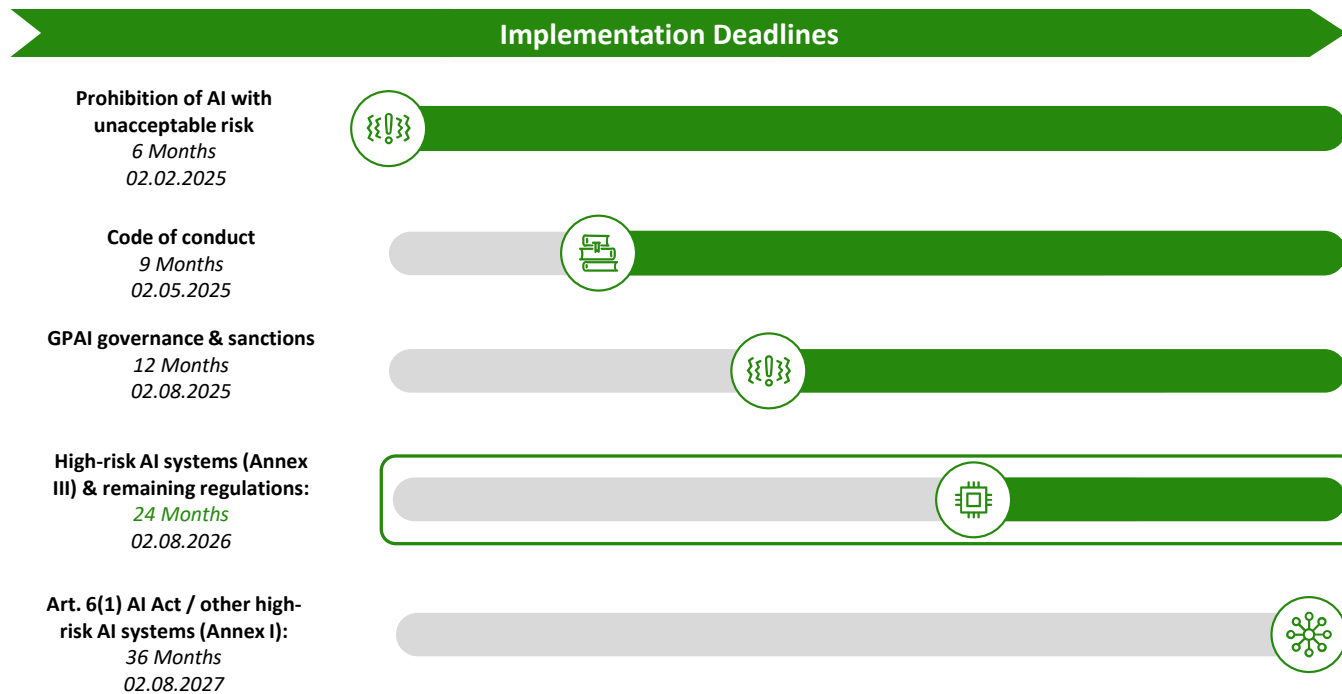 Implementation Deadlines
Prohibition of AI with
unacceptable risk
6 Months
02.02.2025
Code of conduct
9 Months
02.05.2025
GPAI governance & sanctions
12 Months
02.08.2025
High-risk AI systems (Annex
III) & remaining regulations:
24 Months
02.08.2026
Art. 6(1) AI Act / other high-
risk AI systems (Annex I):
36 Months
02.08.2027